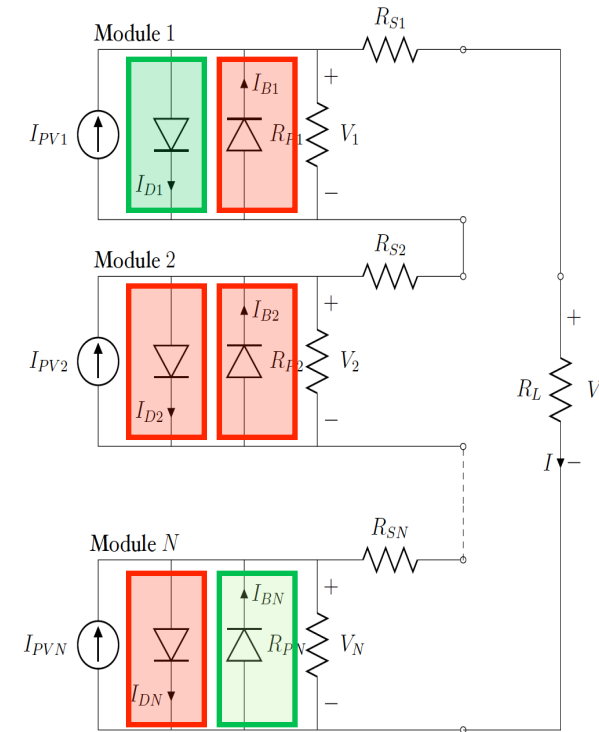 R_{S1}
Module 1
+
I_{B1}
I_{PV1} R_{P1} V_1
I_{D1}
−
R_{S2}
Module 2
+
I_{B2}
+
I_{PV2} R_{P2} V_2
R_L V
I_{D2}
−
I −
R_{SN}
Module N
+
I_{BN}
I_{PVN} R_{PN} V_N
I_{DN}
−